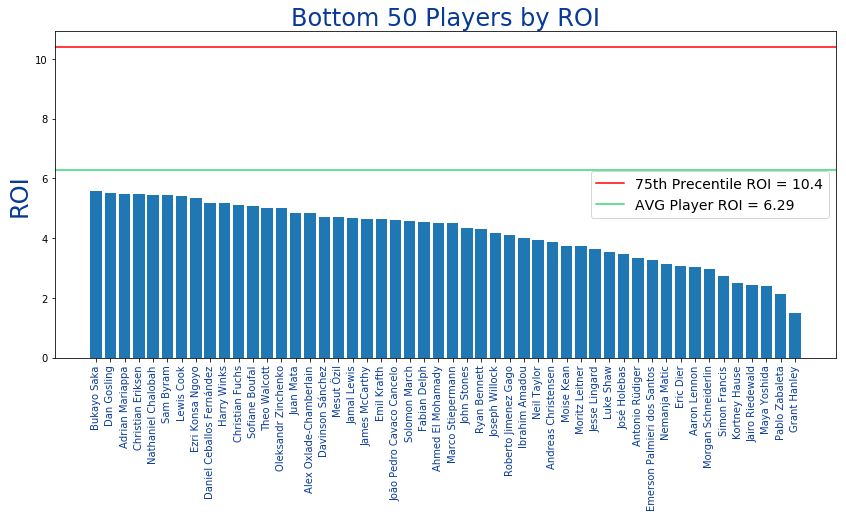 Bottom 50 Players by ROI
ROI
10
8
6
4
2
0
75th Precentile ROI = 10.4
AVG Player ROI = 6.29
Bukayo Saka
Dan Gosling
Adrian Mariappa
Christian Eriksen
Nathaniel Chalobah
Sam Byram
Lewis Cook
Ezri Konsa Ngoyo
Daniel Ceballos Fernández
Harry Winks
Christian Fuchs
Sofiane Boufal
Theo Walcott
Oleksandr Zinchenko
Juan Mata
Alex Oxlade-Chamberlain
Davinson Sánchez
Mesut Özil
Jamal Lewis
James McCarthy
Emil Krafth
João Pedro Cavaco Cancelo
Solomon March
Fabian Delph
Ahmed El Mohamady
Marco Stiepermann
John Stones
Ryan Bennett
Joseph Willock
Roberto Jimenez Gago
Ibrahim Amadou
Neil Taylor
Andreas Christensen
Moise Kean
Moritz Leitner
Jesse Lingard
Luke Shaw
José Holebas
Antonio Rüdiger
Emerson Palmieri dos Santos
Nemanja Matic
Eric Dier
Aaron Lennon
Morgan Schneiderlin
Simon Francis
Kortney Hause
Jairo Riedewald
Maya Yoshida
Pablo Zabaleta
Grant Hanley